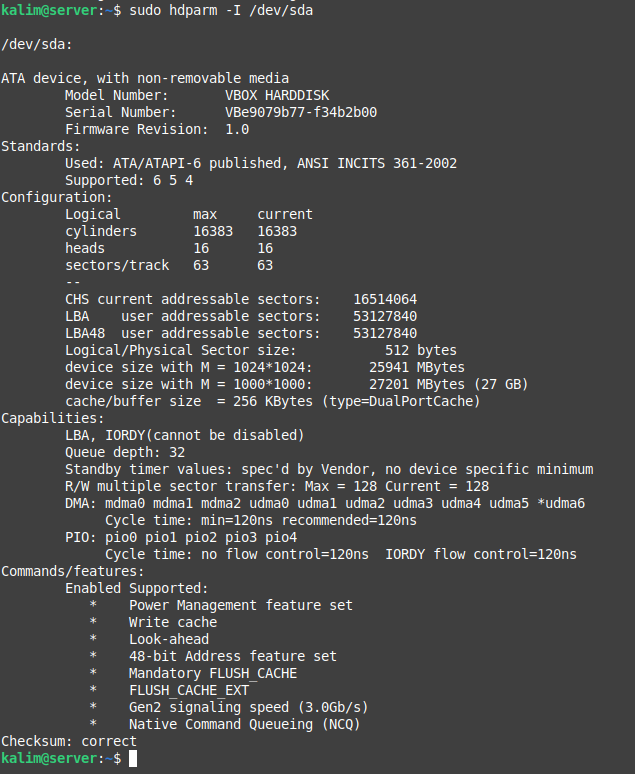 kalim@server:~$ sudo hdparm -I /dev/sda
/dev/sda:
ATA device, with non-removable media
Model Number: VBOX HARDDISK
Serial Number: VBe9079b77-f34b2b00
Firmware Revision: 1.0
Standards:
Used: ATA/ATAPI-6 published, ANSI INCITS 361-2002
Supported: 6 5 4
Configuration:
Logical max current
cylinders 16383 16383
heads 16 16
sectors/track 63 63
--
CHS current addressable sectors: 16514064
LBA user addressable sectors: 53127840
LBA48 user addressable sectors: 53127840
Logical/Physical Sector size: 512 bytes
device size with M = 1024*1024: 25941 MBytes
device size with M = 1000*1000: 27201 MBytes (27 GB)
cache/buffer size = 256 KBytes (type=DualPortCache)
Capabilities:
LBA, IORDY(cannot be disabled)
Queue depth: 32
Standby timer values: spec'd by Vendor, no device specific minimum
R/W multiple sector transfer: Max = 128 Current = 128
DMA: mdma0 mdma1 mdma2 udma0 udma1 udma2 udma3 udma4 udma5 *udma6
Cycle time: min=120ns recommended=120ns
PIO: pio0 pio1 pio2 pio3 pio4
Cycle time: no flow control=120ns IORDY flow control=120ns
Commands/features:
Enabled Supported:
* Power Management feature set
* Write cache
* Look-ahead
* 48-bit Address feature set
* Mandatory FLUSH_CACHE
* FLUSH_CACHE_EXT
* Gen2 signaling speed (3.0Gb/s)
* Native Command Queueing (NCQ)
Checksum: correct
kalim@server:~$